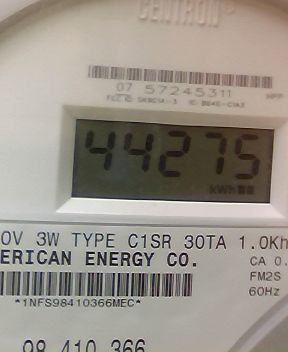 CENTRON
07 57245311
44275
kWh
0V 3W TYPE C1SR 30TA 1.0Kh
ERICAN ENERGY CO.
CA 0.
FM2S
*1NFS98410366MEC*
60Hz
98 410 366